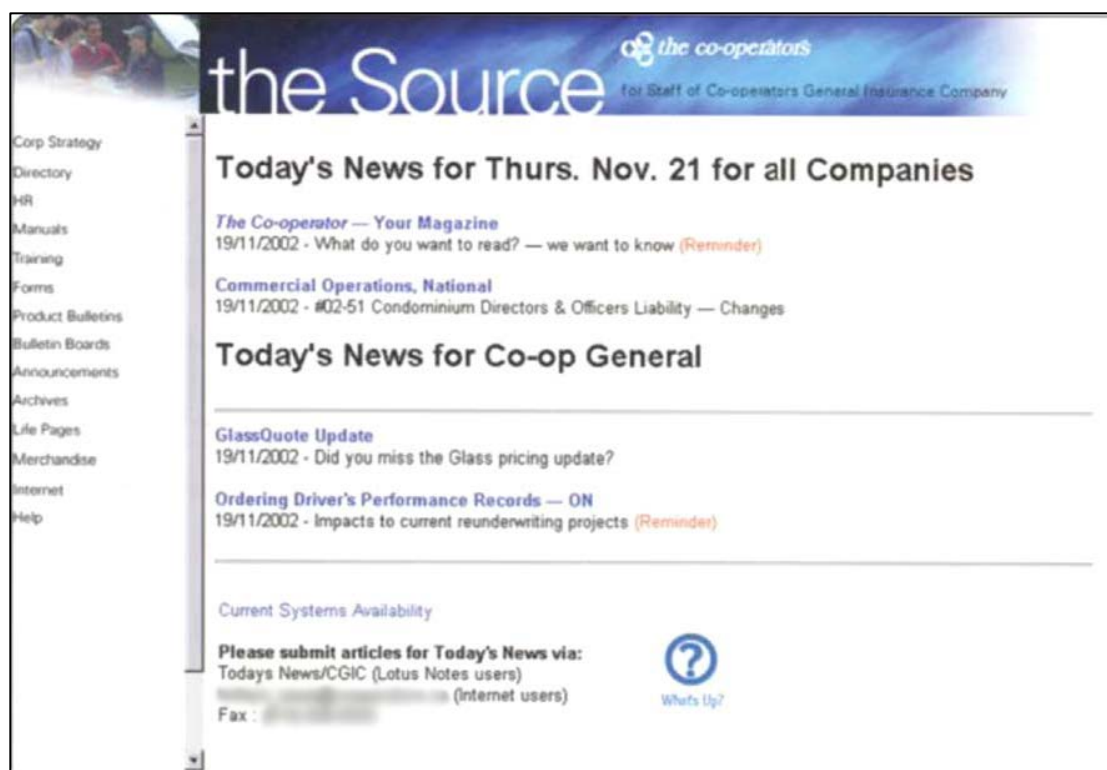 the Source
the co-operators
for Staff of Co-operators General Insurance Company
Corp Strategy
Directory
HR
Manuals
Training
Forms
Product Bulletins
Bulletin Boards
Announcements
Archives
Life Pages
Merchandise
Internet
Help
Today's News for Thurs. Nov. 21 for all Companies
The Co-operator — Your Magazine
19/11/2002 - What do you want to read? — we want to know (Reminder)
Commercial Operations, National
19/11/2002 - #02-51 Condominium Directors & Officers Liability — Changes
Today's News for Co-op General
GlassQuote Update
19/11/2002 - Did you miss the Glass pricing update?
Ordering Driver's Performance Records — ON
19/11/2002 - Impacts to current reunderwriting projects (Reminder)
Current Systems Availability
Please submit articles for Today's News via:
Todays News/CGIC (Lotus Notes users)
(Internet users)
Fax :
What's Up?